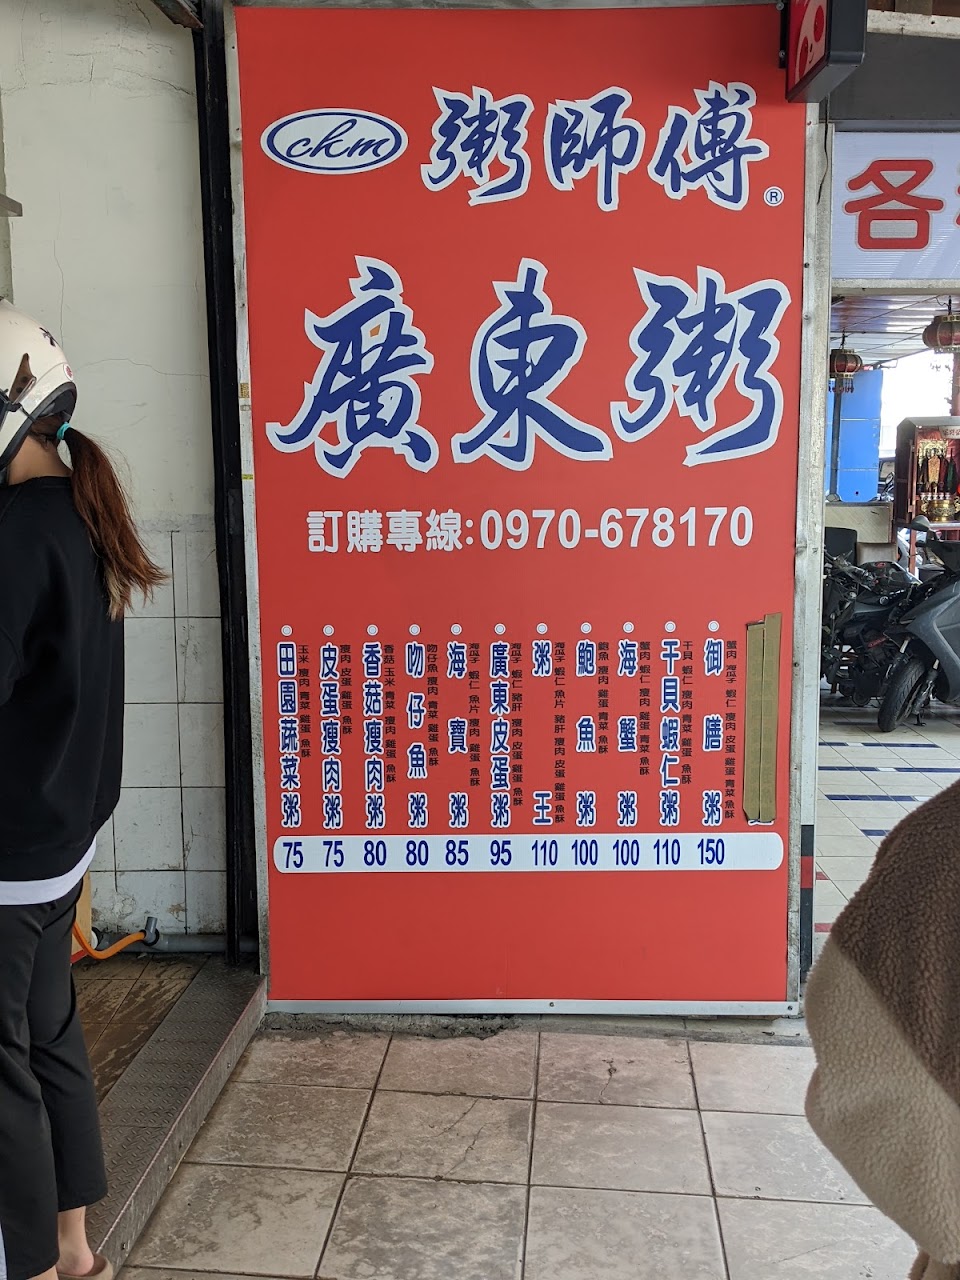 ckm 粥師傅®
廣東粥
訂購專線:0970-678170
田園蔬菜粥 玉米 瘦肉 青菜 雞蛋 魚酥 75
皮蛋瘦肉粥 瘦肉 皮蛋 雞蛋 魚酥 75
香菇瘦肉粥 香菇 玉米 青菜 瘦肉 雞蛋 魚酥 80
吻仔魚粥 吻仔魚 瘦肉 青菜 雞蛋 魚酥 80
海寶粥 海瓜子 蝦仁 魚片 瘦肉 雞蛋 魚酥 85
廣東皮蛋粥 海瓜子 蝦仁 豬肝 瘦肉 皮蛋 雞蛋 魚酥 95
粥王 海瓜子 蝦仁 魚片 豬肝 瘦肉 皮蛋 雞蛋 魚酥 110
鮑魚粥 鮑魚 瘦肉 雞蛋 青菜 魚酥 100
海蟹粥 蟹肉 蝦仁 瘦肉 雞蛋 青菜 魚酥 100
干貝蝦仁粥 干貝 蝦仁 瘦肉 青菜 雞蛋 魚酥 110
御膳粥 蟹肉 海瓜子 蝦仁 瘦肉 皮蛋 雞蛋 青菜 魚酥 150
各